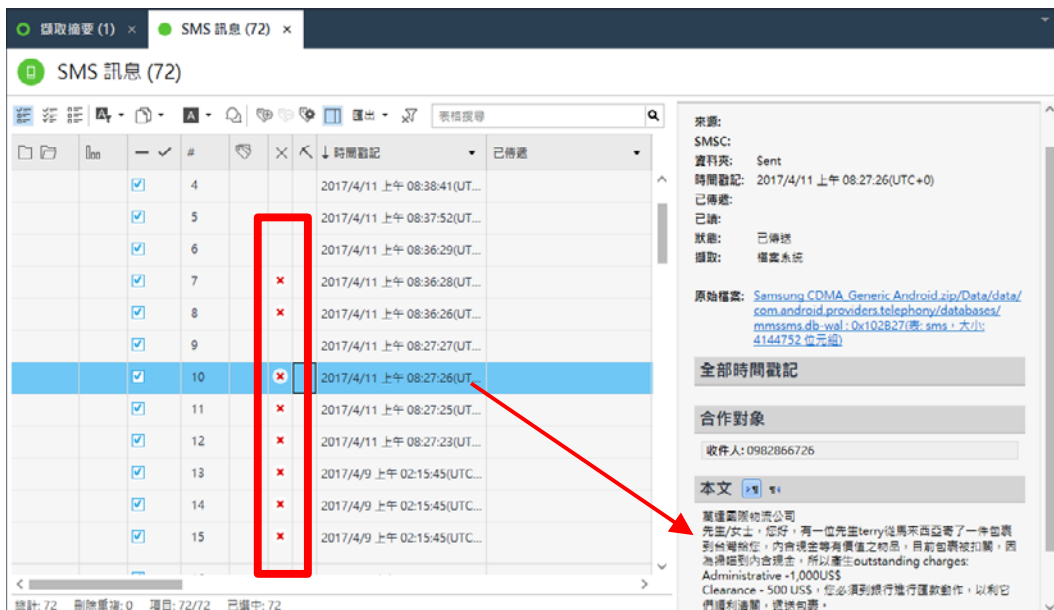 擷取摘要 (1) ×
SMS 訊息 (72) ×
SMS 訊息 (72)
匯出
表格搜尋
# ↓ 時間戳記 已傳遞
4 2017/4/11 上午 08:38:41(UT...
5 2017/4/11 上午 08:37:52(UT...
6 2017/4/11 上午 08:36:29(UT...
7 2017/4/11 上午 08:36:28(UT...
8 2017/4/11 上午 08:36:26(UT...
9 2017/4/11 上午 08:27:27(UT...
10 2017/4/11 上午 08:27:26(UT...
11 2017/4/11 上午 08:27:25(UT...
12 2017/4/11 上午 08:27:23(UT...
13 2017/4/9 上午 02:15:45(UTC...
14 2017/4/9 上午 02:15:45(UTC...
15 2017/4/9 上午 02:15:45(UTC...
總計: 72 刪除重複: 0 項目: 72/72 已選中: 72
來源:
SMSC:
資料夾: Sent
時間戳記: 2017/4/11 上午 08:27:26(UTC+0)
已傳遞:
已讀:
狀態: 已傳送
擷取: 檔案系統
原始檔案: Samsung CDMA_Generic Android.zip/Data/data/
com.android.providers.telephony/databases/
mmssms.db-wal : 0x102B27(表: sms，大小:
4144752 位元組)
全部時間戳記
合作對象
收件人: 0982866726
本文
萬達國際物流公司
先生/女士，您好，有一位先生terry從馬來西亞寄了一件包裹
到台灣給您，內含現金等有價值之物品，目前包裹被扣關，因
為掃瞄到內含現金，所以產生outstanding charges:
Administrative -1,000US$
Clearance - 500 US$，您必須到銀行進行匯款動作，以利它
們順利清關，遞送包裹。